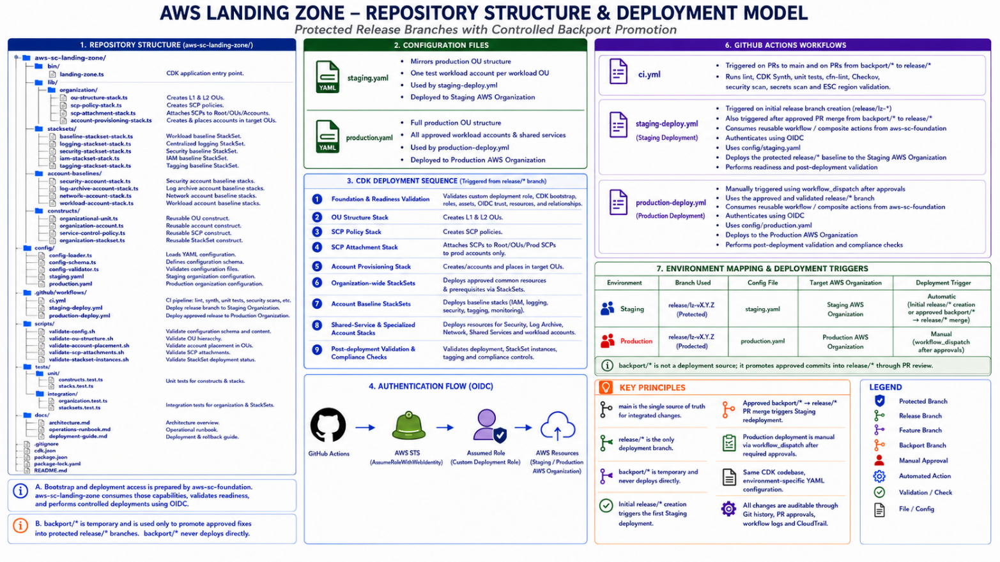 AWS LANDING ZONE – REPOSITORY STRUCTURE & DEPLOYMENT MODEL
Protected Release Branches with Controlled Backport Promotion
1. REPOSITORY STRUCTURE (aws-sc-landing-zone/)
aws-sc-landing-zone/
bin/
landing-zone.ts CDK application entry point.
lib/
organization/
ou-structure-stack.ts Creates L1 & L2 OUs.
scp-policy-stack.ts Creates SCP policies.
scp-attachment-stack.ts Attaches SCPs to Root/OUs/Accounts.
account-provisioning-stack.ts Creates & places accounts in target OUs.
stacksets/
baseline-stackset-stack.ts Workload baseline StackSet.
logging-stackset-stack.ts Centralized logging StackSet.
security-stackset-stack.ts Security baseline StackSet.
iam-stackset-stack.ts IAM baseline StackSet.
tagging-stackset-stack.ts Tagging baseline StackSet.
account-baselines/
security-account-stack.ts Security account baseline stacks.
log-archive-account-stack.ts Log archive account baseline stacks.
network-account-stack.ts Network account baseline stacks.
workload-account-stack.ts Workload account baseline stacks.
constructs/
organizational-unit.ts Reusable OU construct.
organization-account.ts Reusable account construct.
service-control-policy.ts Reusable SCP construct.
organization-stackset.ts Reusable StackSet construct.
config/
config-loader.ts Loads YAML configuration.
config-schema.ts Defines configuration schema.
config-validator.ts Validates configuration files.
staging.yaml Staging organization configuration.
production.yaml Production organization configuration.
.github/workflows/
ci.yml CI pipeline: lint, synth, unit tests, security scans, etc.
staging-deploy.yml Deploy release branch to Staging Organization.
production-deploy.yml Deploy approved release to Production Organization.
scripts/
validate-config.sh Validate configuration schema and content.
validate-ou-structure.sh Validate OU hierarchy.
validate-account-placement.sh Validate account placement in OUs.
validate-scp-attachments.sh Validate SCP attachments.
validate-stackset-instances.sh Validate StackSet deployment status.
tests/
unit/
constructs.test.ts Unit tests for constructs & stacks.
stacks.test.ts
integration/
organization.test.ts
stacksets.test.ts Integration tests for organization & StackSets.
docs/
architecture.md Architecture overview.
operations-runbook.md Operational runbook.
deployment-guide.md Deployment & rollback guide.
.gitignore
cdk.json
package.json
package-lock.yaml
README.md
A. Bootstrap and deployment access is prepared by aws-sc-foundation.
aws-sc-landing-zone consumes those capabilities, validates readiness,
and performs controlled deployments using OIDC.
B. backport/* is temporary and is used only to promote approved fixes
into protected release/* branches. backport/* never deploys directly.
2. CONFIGURATION FILES
YAML
staging.yaml
• Mirrors production OU structure
• One test workload account per workload OU
• Used by staging-deploy.yml
• Deployed to Staging AWS Organization
YAML
production.yaml
• Full production OU structure
• All approved workload accounts & shared services
• Used by production-deploy.yml
• Deployed to Production AWS Organization
3. CDK DEPLOYMENT SEQUENCE (Triggered from release/* branch)
1 Foundation & Readiness Validation Validates custom deployment role, CDK bootstrap,
roles, assets, OIDC trust, resources, and relationships.
2 OU Structure Stack Creates L1 & L2 OUs.
3 SCP Policy Stack Creates SCP policies.
4 SCP Attachment Stack Attaches SCPs to Root/OUs/Prod SCPs
to prod accounts only.
5 Account Provisioning Stack Creates/accounts and places in target OUs.
6 Organization-wide StackSets Deploys approved common resources
& prerequisites via StackSets.
7 Account Baseline StackSets Deploys baseline stacks (IAM, logging,
security, tagging, monitoring).
8 Shared-Service & Specialized
Account Stacks
Deploys resources for Security, Log Archive,
Network, Shared Services and workload accounts.
9 Post-deployment Validation &
Compliance Checks
Validates deployment, StackSet instances,
tagging and compliance controls.
4. AUTHENTICATION FLOW (OIDC)
GitHub Actions
AWS STS
(AssumeRoleWithWebIdentity)
Assumed Role
(Custom Deployment Role)
AWS Resources
(Staging / Production
AWS Organization)
6. GITHUB ACTIONS WORKFLOWS
ci.yml
• Triggered on PRs to main and on PRs from backport/* to release/*
• Runs lint, CDK Synth, unit tests, cfn-lint, Checkov,
security scan, secrets scan and ESC region validation.
staging-deploy.yml
(Staging Deployment)
• Triggered on initial release branch creation (release/lz-*)
• Also triggered after approved PR merge from backport/* to release/*
• Consumes reusable workflow / composite actions from aws-sc-foundation
• Authenticates using OIDC
• Uses config/staging.yaml
• Deploys the protected release/* baseline to the Staging AWS Organization
• Performs readiness and post-deployment validation
production-deploy.yml
(Production Deployment)
• Manually triggered using workflow_dispatch after approvals
• Uses the approved and validated release/* branch
• Consumes reusable workflow / composite actions from aws-sc-foundation
• Authenticates using OIDC
• Uses config/production.yaml
• Deploys to the Production AWS Organization
• Performs post-deployment validation and compliance checks
7. ENVIRONMENT MAPPING & DEPLOYMENT TRIGGERS
Environment Branch Used Config File Target AWS Organization Deployment Trigger
Staging
release/lz-vX.Y.Z
(Protected)
staging.yaml
Staging AWS
Organization
Automatic
(Initial release/* creation
or approved backport/*
→ release/* merge)
Production
release/lz-vX.Y.Z
(Prodected)
production.yaml
Production AWS
Organization
Manual
(workflow_dispatch
after approvals)
backport/* is not a deployment source; it promotes approved commits into release/* through PR review.
KEY PRINCIPLES
main is the single source of truth
for integrated changes.
release/* is the only
deployment branch.
backport/* is temporary and
never deploys directly.
Initial release/* creation
triggers the first Staging
deployment.
Approved backport/* → release/*
PR merge triggers Staging
redeployment.
Production deployment is manual
via workflow_dispatch after
required approvals.
Same CDK codebase,
environment-specific YAML
configuration.
All changes are auditable through
Git history, PR approvals,
workflow logs and CloudTrail.
LEGEND
Protected Branch
Release Branch
Feature Branch
Backport Branch
Manual Approval
Automated Action
Validation / Check
File / Config